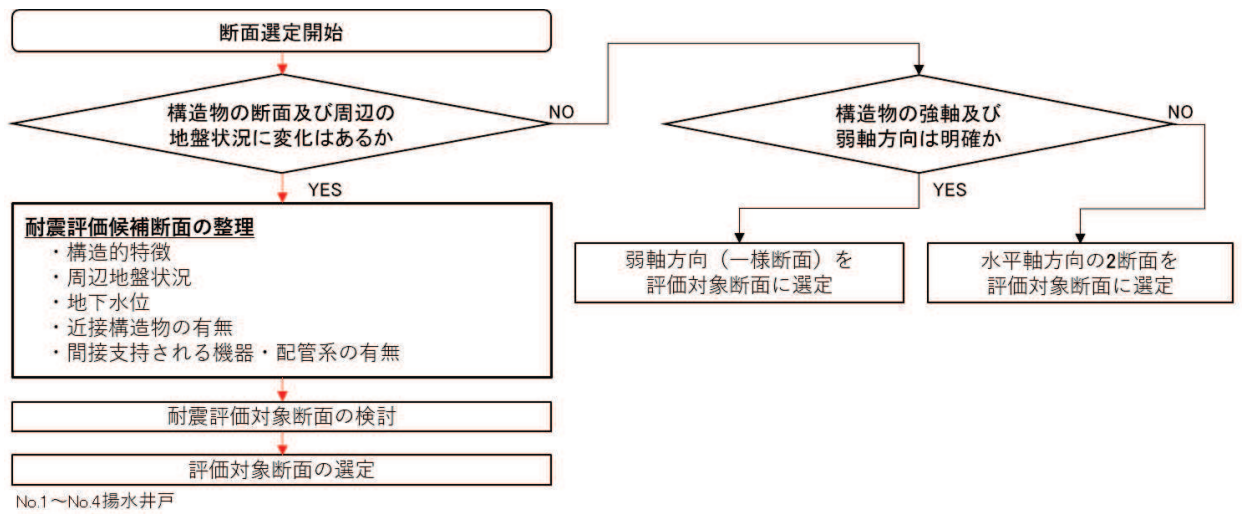 断面選定開始
構造物の断面及び周辺の
地盤状況に変化はあるか
NO
YES
耐震評価候補断面の整理
・構造的特徴
・周辺地盤状況
・地下水位
・近接構造物の有無
・間接支持される機器・配管系の有無
耐震評価対象断面の検討
評価対象断面の選定
No.1～No.4揚水井戸
構造物の強軸及び
弱軸方向は明確か
NO
YES
弱軸方向（一様断面）を
評価対象断面に選定
水平軸方向の2断面を
評価対象断面に選定